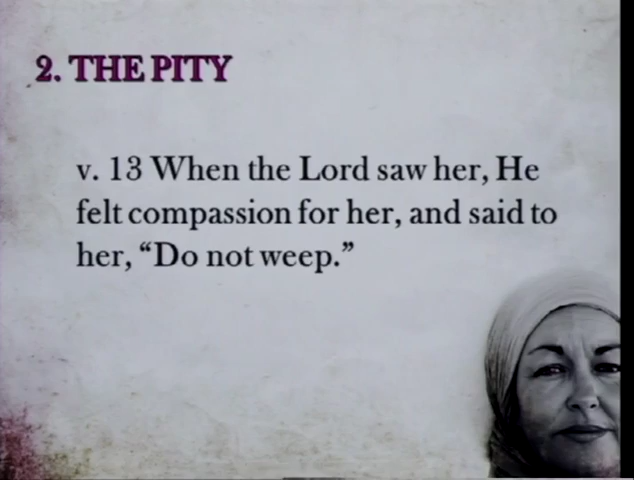 2. THE PITY
v. 13 When the Lord saw her, He
felt compassion for her, and said to
her, “Do not weep.”